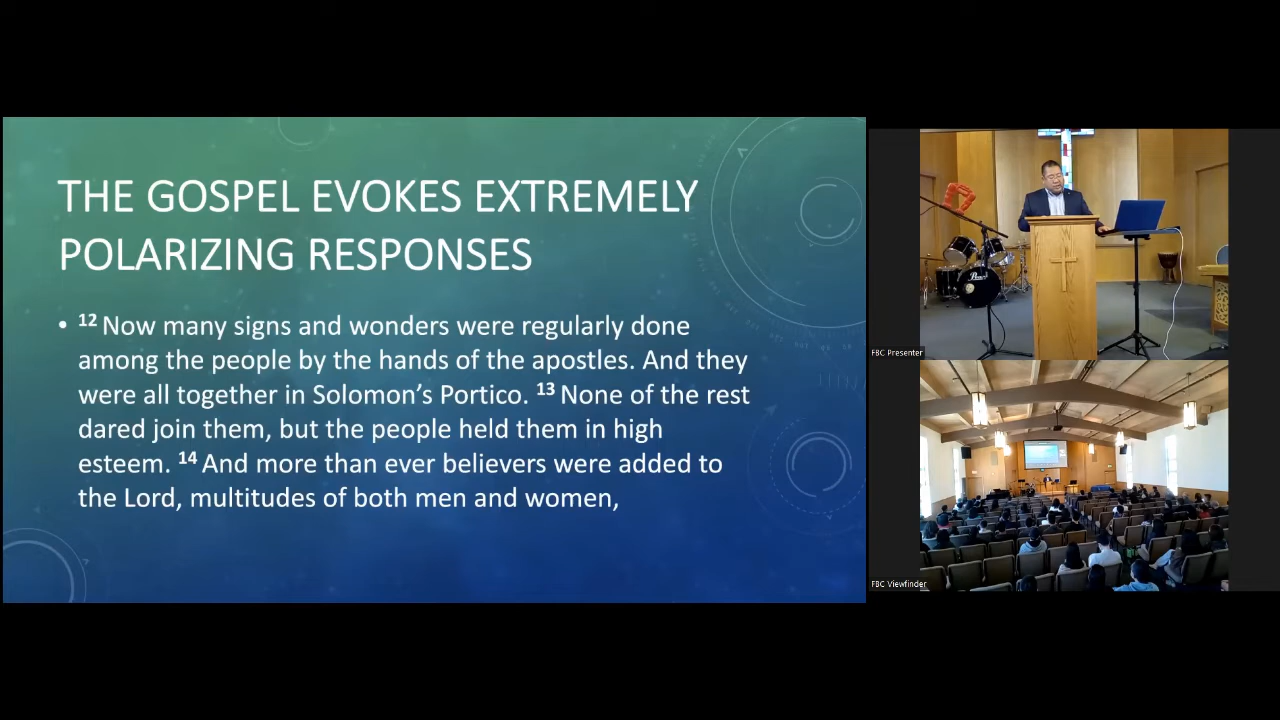 THE GOSPEL EVOKES EXTREMELY
POLARIZING RESPONSES
• 12 Now many signs and wonders were regularly done
among the people by the hands of the apostles. And they
were all together in Solomon’s Portico. 13 None of the rest
dared join them, but the people held them in high
esteem. 14 And more than ever believers were added to
the Lord, multitudes of both men and women,
FBC Presenter
FBC Viewfinder